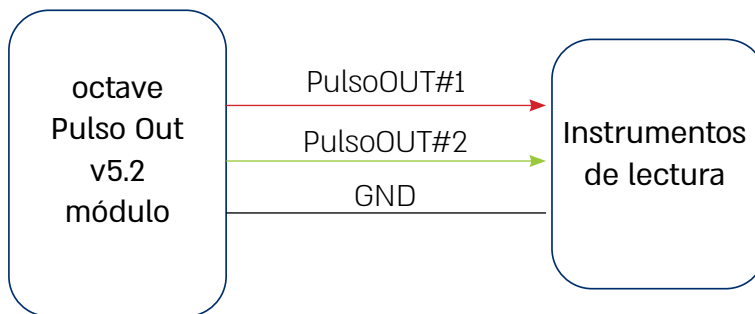 octave
Pulso Out
v5.2
módulo
PulsoOUT#1
PulsoOUT#2
GND
Instrumentos
de lectura